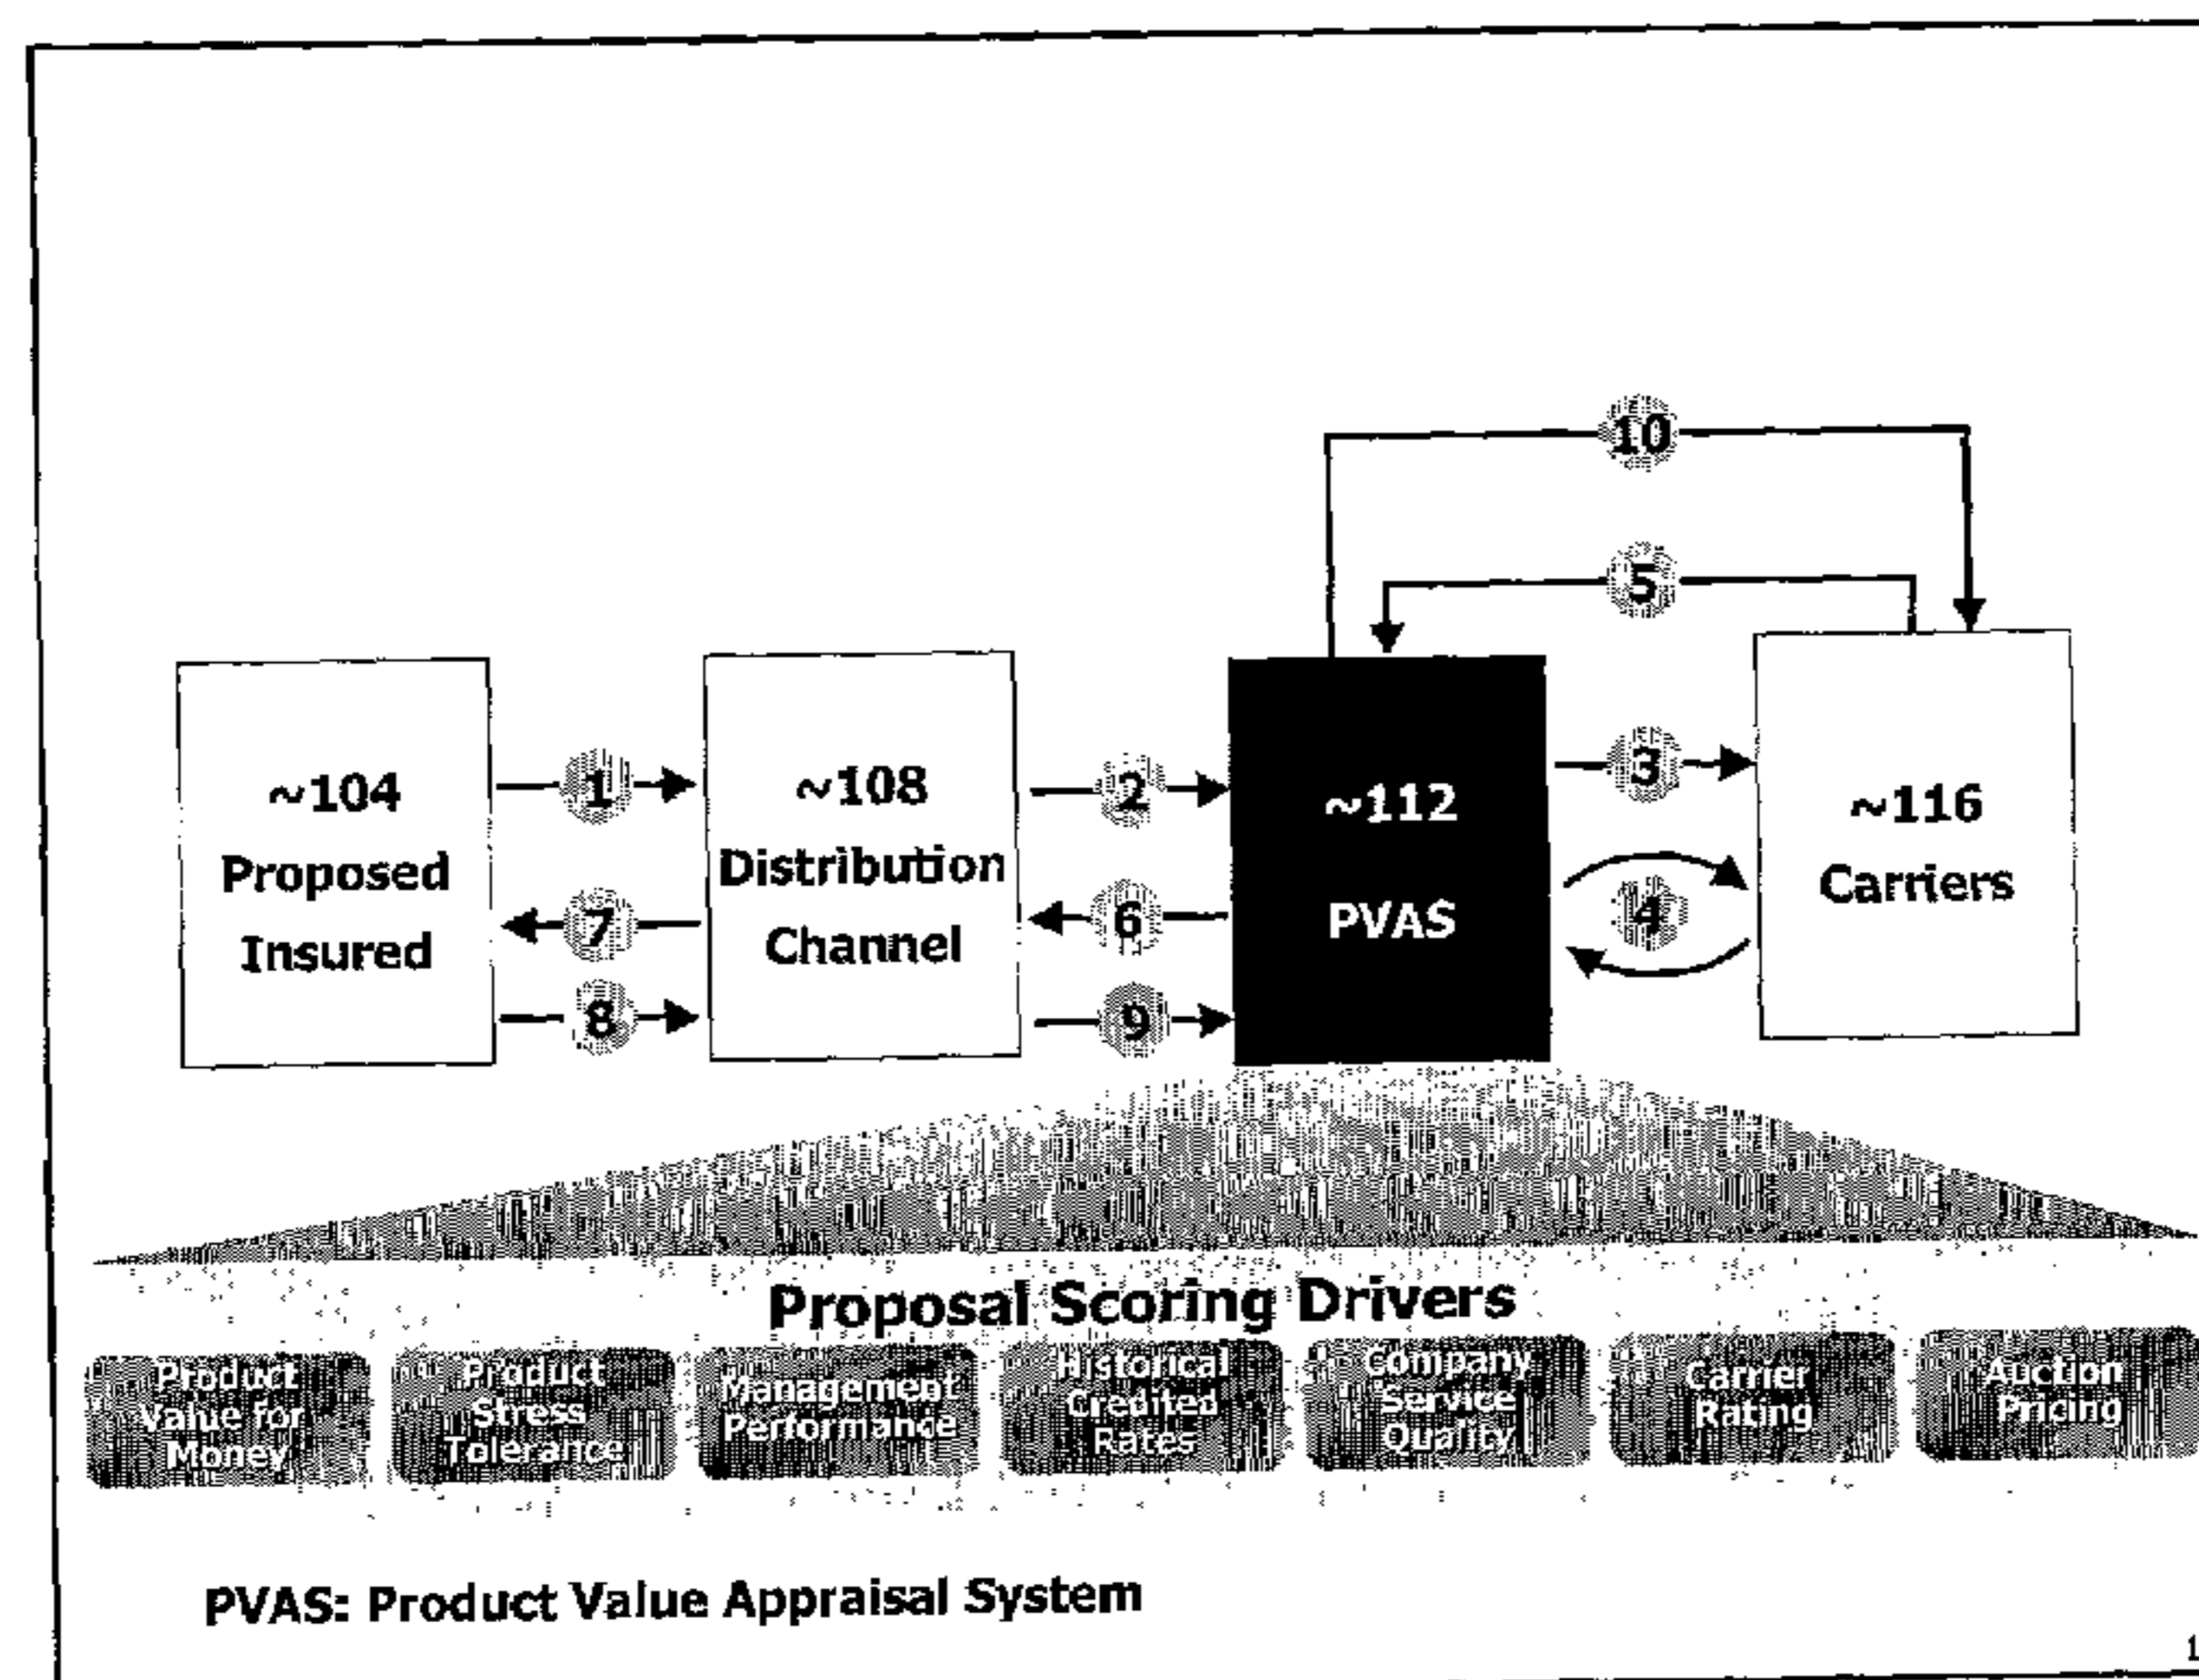 10
5
~104
Proposed
Insured
1
7
8
~108
Distribution
Channel
2
6
9
~112
PVAS
3
4
~116
Carriers
Proposal Scoring Drivers
Product
Value for
Money
Product
Stress
Tolerance
Management
Performance
Historical
Credited
Rates
Company
Service
Quality
Carrier
Rating
Auction
Pricing
PVAS: Product Value Appraisal System
1